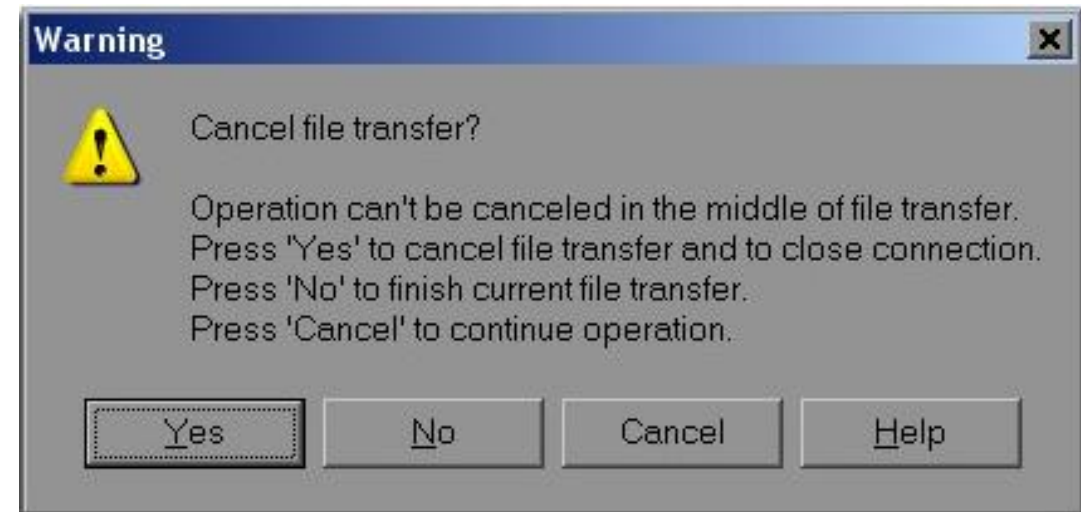 Warning
Cancel file transfer?
Operation can't be canceled in the middle of file transfer.
Press 'Yes' to cancel file transfer and to close connection.
Press 'No' to finish current file transfer.
Press 'Cancel' to continue operation.
Yes No Cancel Help